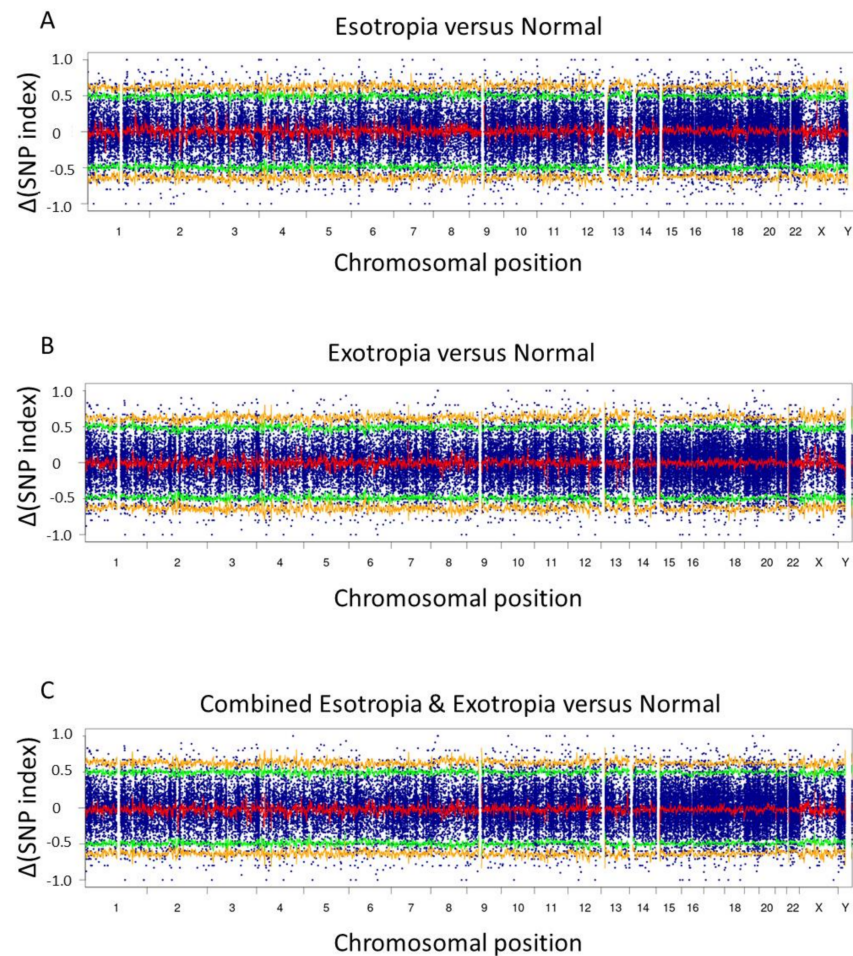 A
Esotropia versus Normal
Δ(SNP index)
1.0
0.5
0
-0.5
-1.0
1 2 3 4 5 6 7 8 9 10 11 12 13 14 15 16 18 20 22 X Y
Chromosomal position
B
Exotropia versus Normal
Δ(SNP index)
1.0
0.5
0
-0.5
-1.0
1 2 3 4 5 6 7 8 9 10 11 12 13 14 15 16 18 20 22 X Y
Chromosomal position
C
Combined Esotropia & Exotropia versus Normal
Δ(SNP index)
1.0
0.5
0
-0.5
-1.0
1 2 3 4 5 6 7 8 9 10 11 12 13 14 15 16 18 20 22 X Y
Chromosomal position